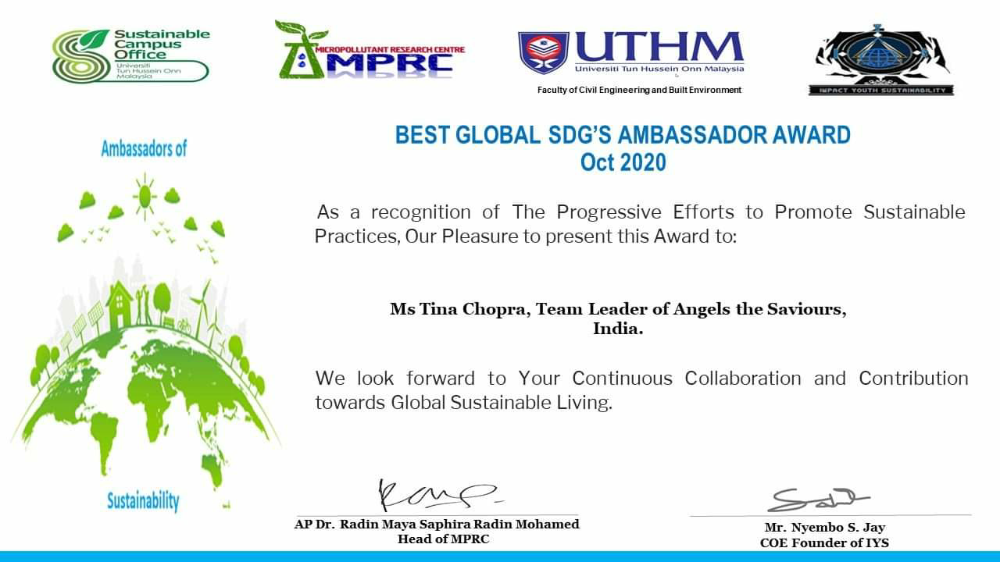 Sustainable
Campus
Office
Universiti
Tun Hussein Onn
Malaysia
MICROPOLLUTANT RESEARCH CENTRE
MPRC
UTHM
Universiti Tun Hussein Onn Malaysia
Faculty of Civil Engineering and Built Environment
IMPACT YOUTH SUSTAINABILITY
BEST GLOBAL SDG'S AMBASSADOR AWARD
Oct 2020
Ambassadors of
As a recognition of The Progressive Efforts to Promote Sustainable
Practices, Our Pleasure to present this Award to:
Ms Tina Chopra, Team Leader of Angels the Saviours,
India.
We look forward to Your Continuous Collaboration and Contribution
towards Global Sustainable Living.
Sustainability
AP Dr. Radin Maya Saphira Radin Mohamed
Head of MPRC
Mr. Nyembo S. Jay
COE Founder of IYS